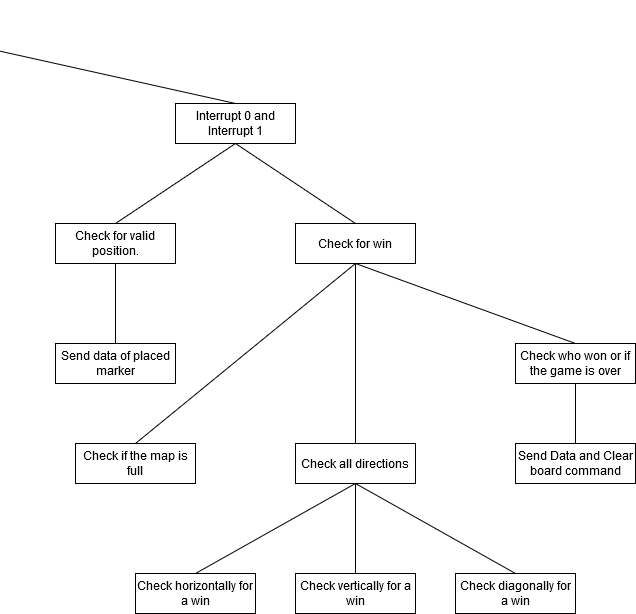 Interrupt 0 and
Interrupt 1
Check for valid
position.
Check for win
Send data of placed
marker
Check who won or if
the game is over
Check if the map is
full
Check all directions
Send Data and Clear
board command
Check horizontally for
a win
Check vertically for a
win
Check diagonally for
a win